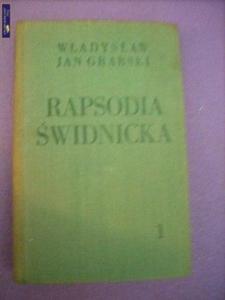 WŁADYSŁAW
JAN GRABSKI
RAPSODIA
ŚWIDNICKA
1